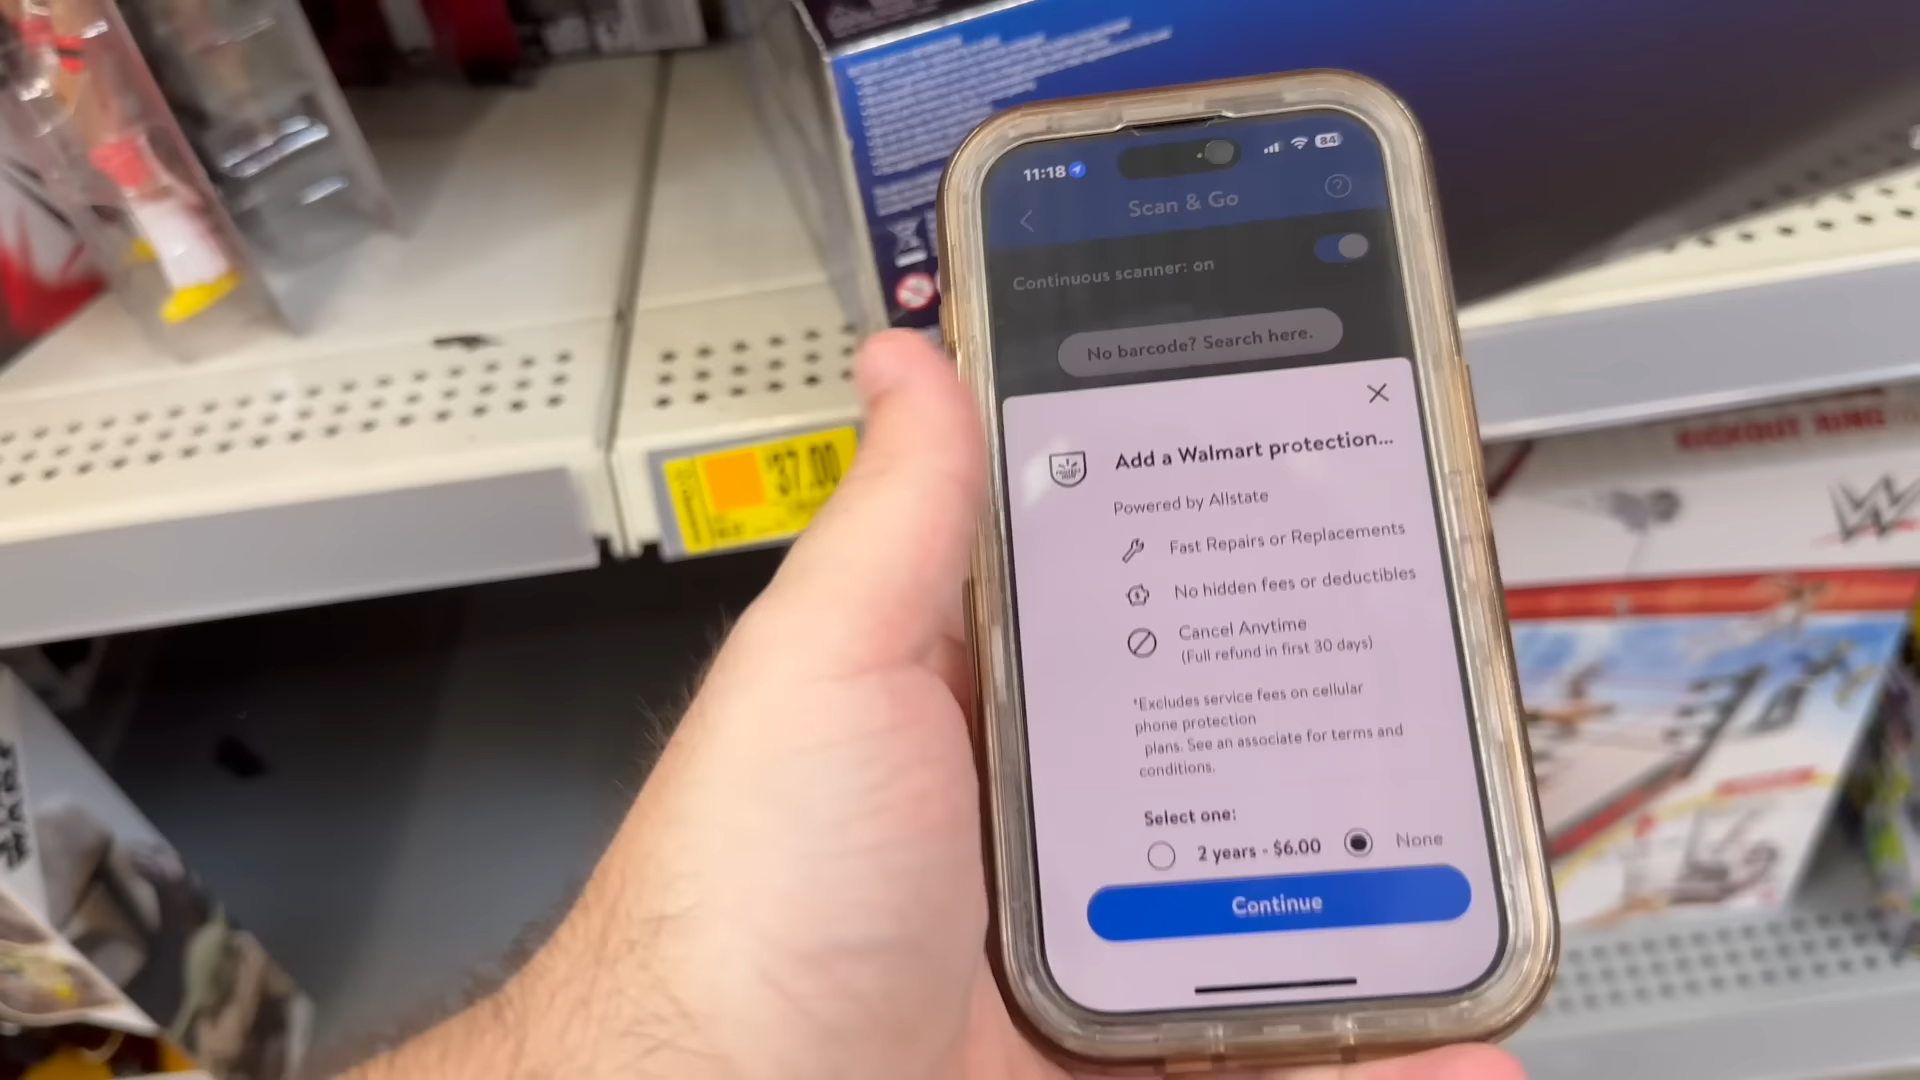 11:18
84
Scan & Go
Continuous scanner: on
No barcode? Search here.
Add a Walmart protection...
Powered by Allstate
Fast Repairs or Replacements
No hidden fees or deductibles
Cancel Anytime
(Full refund in first 30 days)
*Excludes service fees on cellular
phone protection
plans. See an associate for terms and
conditions.
Select one:
2 years - $6.00
None
Continue
37.00
KICKOUT RING
W